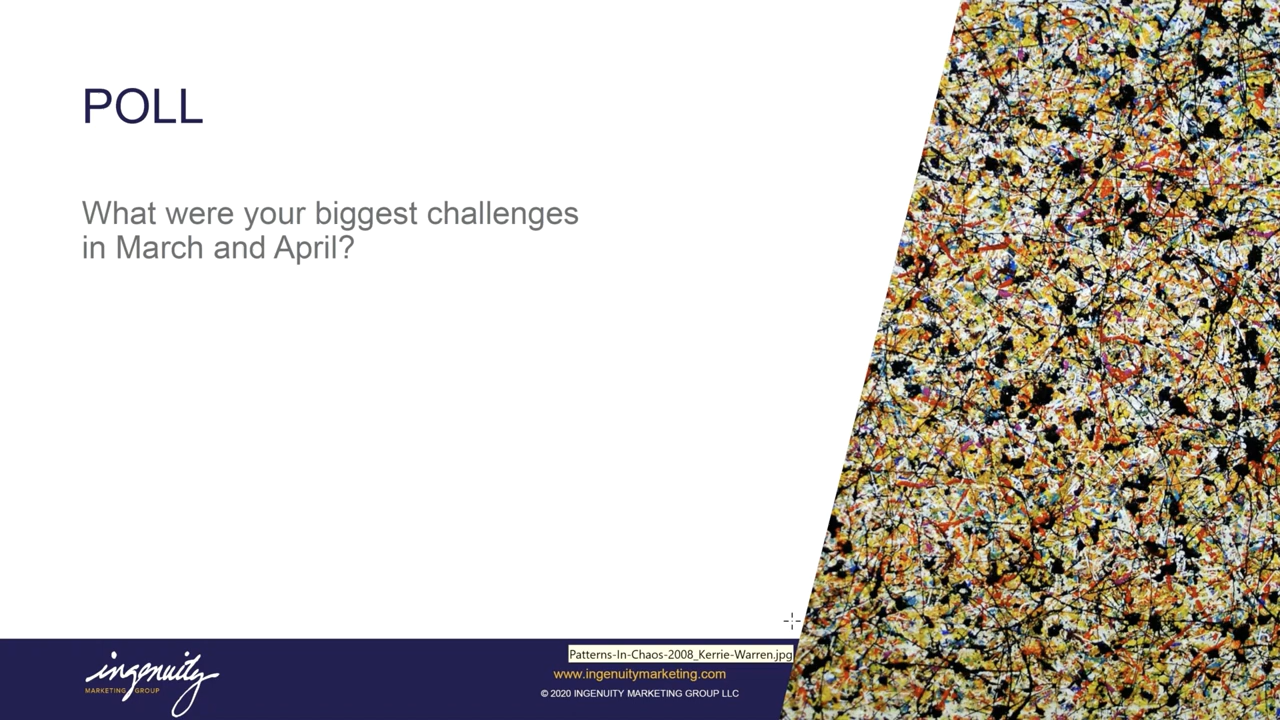 POLL
What were your biggest challenges
in March and April?
ingenuity
MARKETING GROUP
Patterns-In-Chaos-2008_Kerrie-Warren.jpg
www.ingenuitymarketing.com
© 2020 INGENUITY MARKETING GROUP LLC